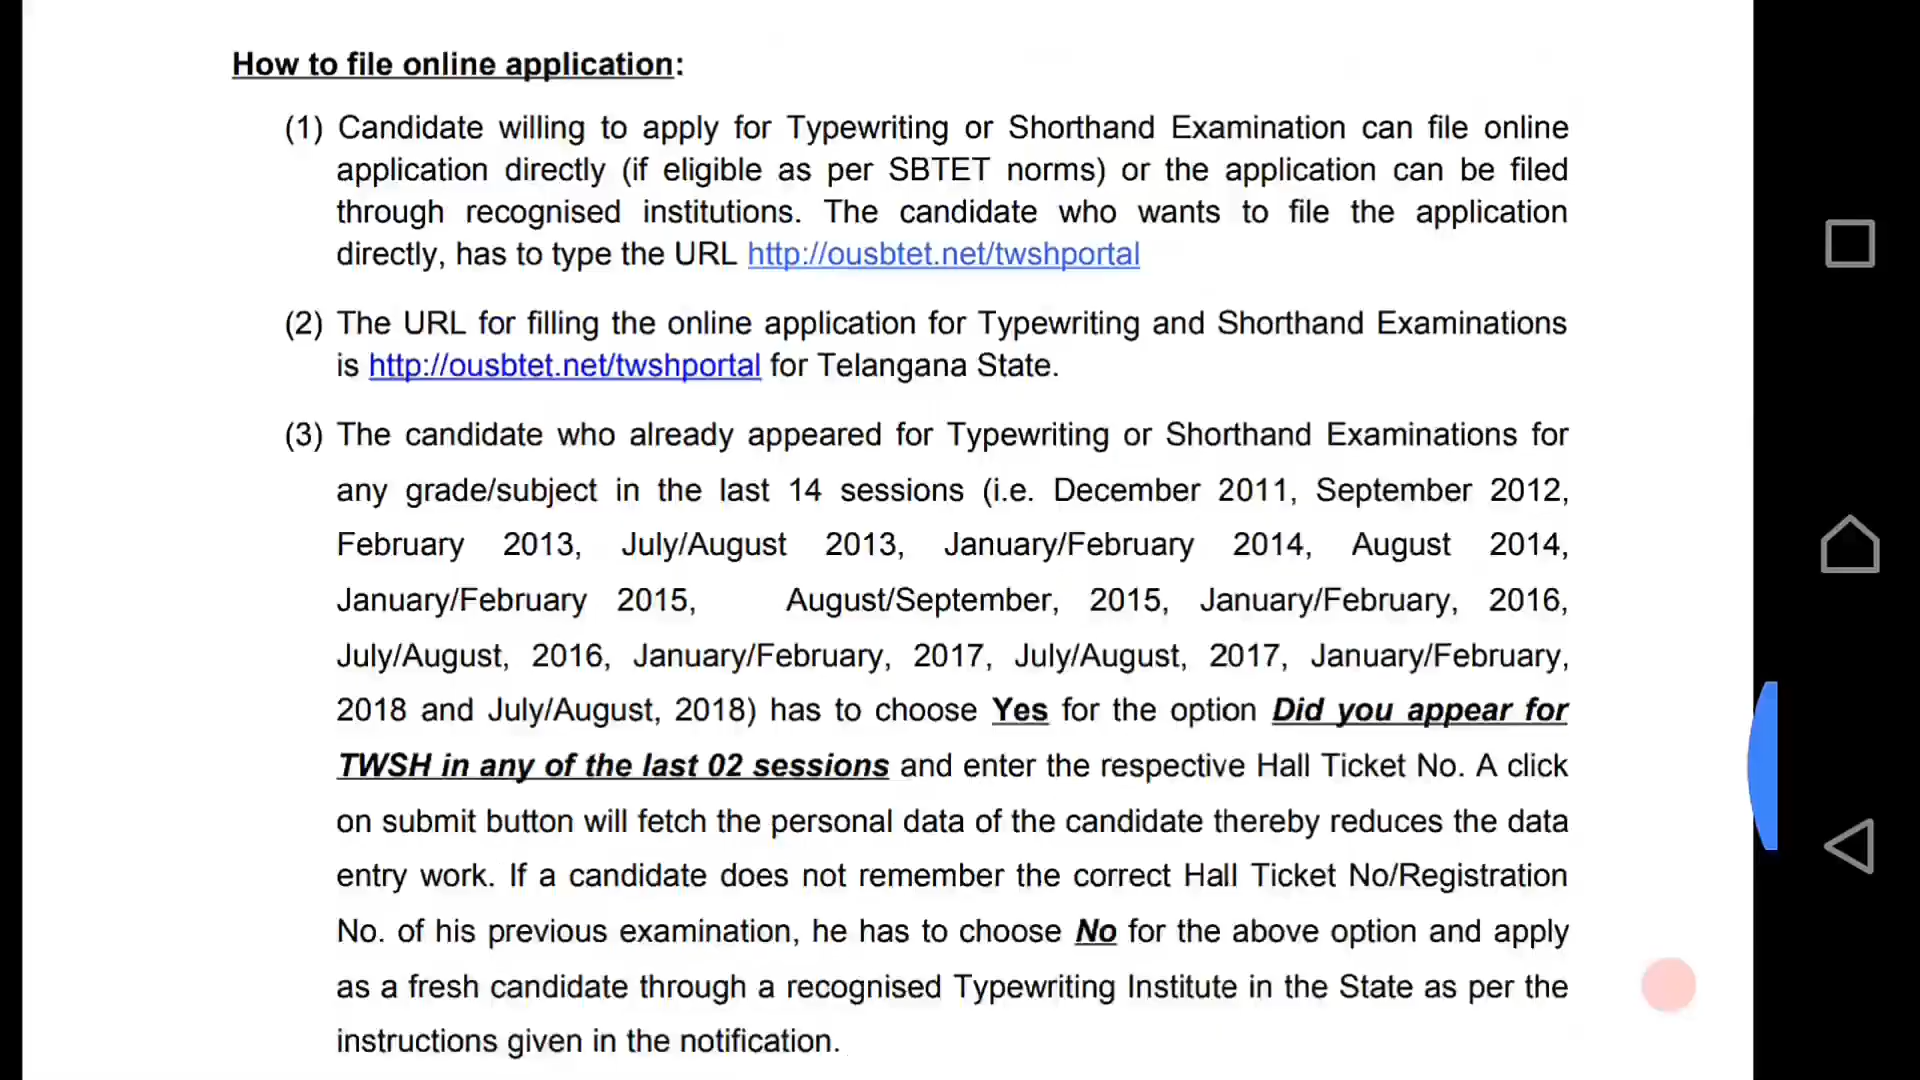 How to file online application:
(1) Candidate willing to apply for Typewriting or Shorthand Examination can file online
application directly (if eligible as per SBTET norms) or the application can be filed
through recognised institutions. The candidate who wants to file the application
directly, has to type the URL http://ousbtet.net/twshportal
(2) The URL for filling the online application for Typewriting and Shorthand Examinations
is http://ousbtet.net/twshportal for Telangana State.
(3) The candidate who already appeared for Typewriting or Shorthand Examinations for
any grade/subject in the last 14 sessions (i.e. December 2011, September 2012,
February 2013, July/August 2013, January/February 2014, August 2014,
January/February 2015, August/September, 2015, January/February, 2016,
July/August, 2016, January/February, 2017, July/August, 2017, January/February,
2018 and July/August, 2018) has to choose Yes for the option Did you appear for
TWSH in any of the last 02 sessions and enter the respective Hall Ticket No. A click
on submit button will fetch the personal data of the candidate thereby reduces the data
entry work. If a candidate does not remember the correct Hall Ticket No/Registration
No. of his previous examination, he has to choose No for the above option and apply
as a fresh candidate through a recognised Typewriting Institute in the State as per the
instructions given in the notification.